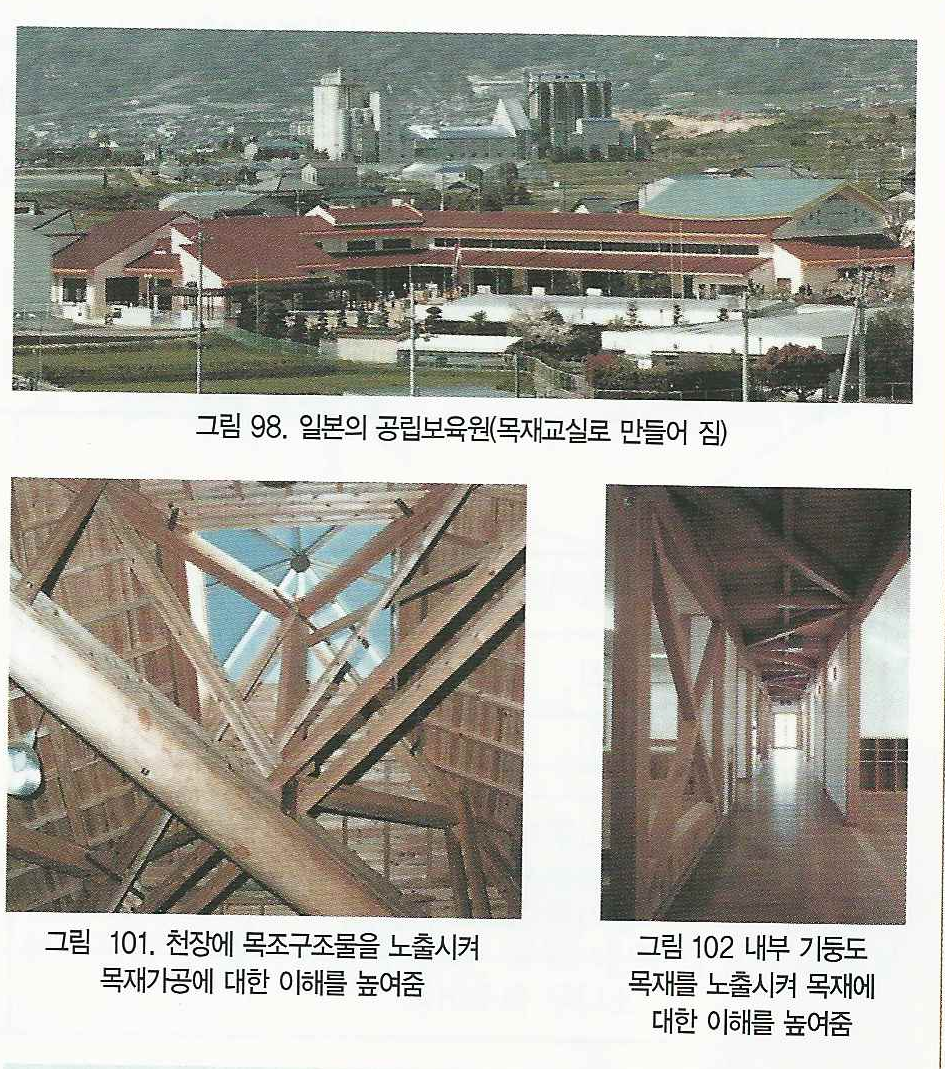 그림 98. 일본의 공립보육원(목재교실로 만들어 짐)
그림 101. 천장에 목조구조물을 노출시켜
목재가공에 대한 이해를 높여줌
그림 102 내부 기둥도
목재를 노출시켜 목재에
대한 이해를 높여줌